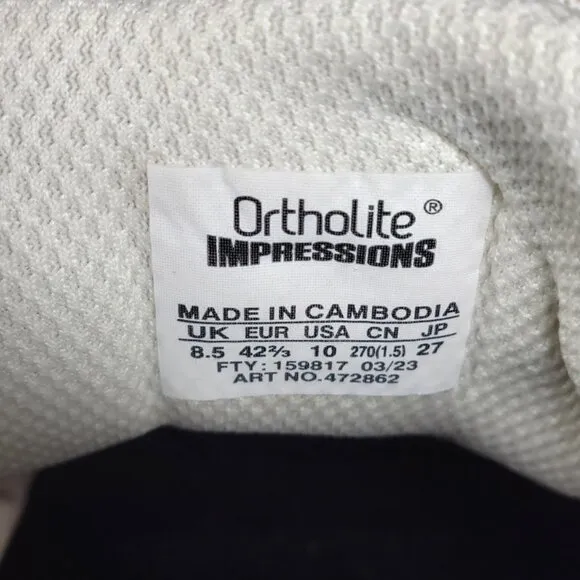 Ortholite®
IMPRESSIONS
MADE IN CAMBODIA
UK EUR USA CN JP
8.5 42⅔ 10 270(1.5) 27
FTY: 159817 03/23
ART NO.472862